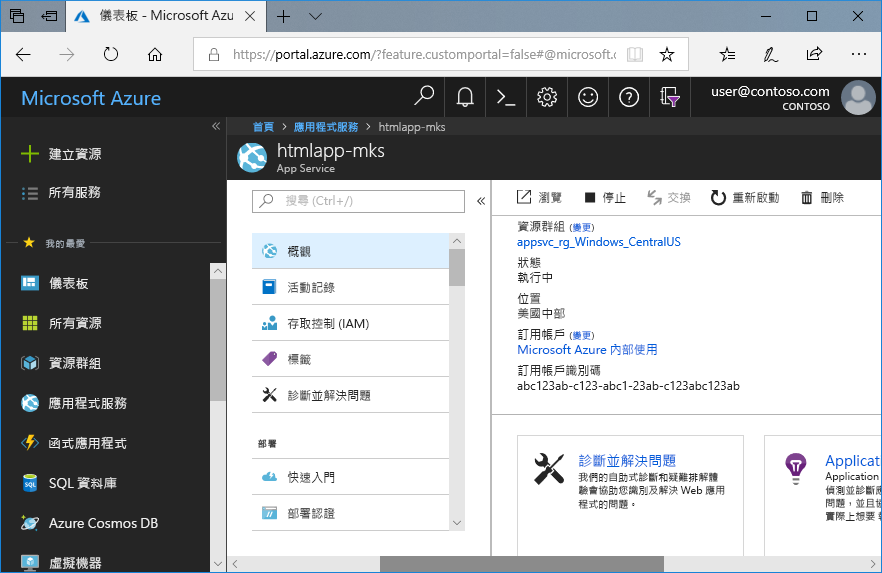 儀表板 - Microsoft Azu
https://portal.azure.com/?feature.customportal=false#@microsoft.c
Microsoft Azure
user@contoso.com
CONTOSO
建立資源
所有服務
我的最愛
儀表板
所有資源
資源群組
應用程式服務
函式應用程式
SQL 資料庫
Azure Cosmos DB
虛擬機器
首頁 > 應用程式服務 > htmlapp-mks
htmlapp-mks
App Service
搜尋 (Ctrl+/)
概觀
活動記錄
存取控制 (IAM)
標籤
診斷並解決問題
部署
快速入門
部署認證
瀏覽 停止 交換 重新啟動 刪除
資源群組 (變更)
appsvc_rg_Windows_CentralUS
狀態
執行中
位置
美國中部
訂用帳戶 (變更)
Microsoft Azure 內部使用
訂用帳戶識別碼
abc123ab-c123-abc1-23ab-c123abc123ab
診斷並解決問題
我們的自助式診斷和疑難排解體
驗會協助您識別及解決 Web 應用
程式的問題。
Applicat
Application
偵測並診斷應
問題，並且協
實際上想要